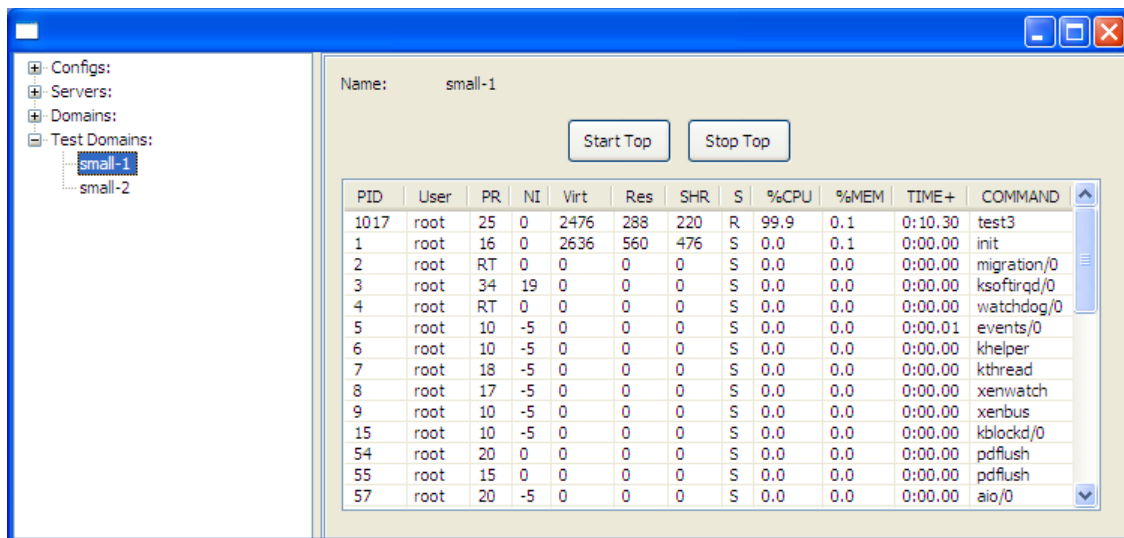 Configs:
Servers:
Domains:
Test Domains:
small-1
small-2
Name: small-1
Start Top Stop Top
PID User PR NI Virt Res SHR S %CPU %MEM TIME+ COMMAND
1017 root 25 0 2476 288 220 R 99.9 0.1 0:10.30 test3
1 root 16 0 2636 560 476 S 0.0 0.1 0:00.00 init
2 root RT 0 0 0 0 S 0.0 0.0 0:00.00 migration/0
3 root 34 19 0 0 0 S 0.0 0.0 0:00.00 ksoftirqd/0
4 root RT 0 0 0 0 S 0.0 0.0 0:00.00 watchdog/0
5 root 10 -5 0 0 0 S 0.0 0.0 0:00.01 events/0
6 root 10 -5 0 0 0 S 0.0 0.0 0:00.00 khelper
7 root 18 -5 0 0 0 S 0.0 0.0 0:00.00 kthread
8 root 17 -5 0 0 0 S 0.0 0.0 0:00.00 xenwatch
9 root 10 -5 0 0 0 S 0.0 0.0 0:00.00 xenbus
15 root 10 -5 0 0 0 S 0.0 0.0 0:00.00 kblockd/0
54 root 20 0 0 0 0 S 0.0 0.0 0:00.00 pdflush
55 root 15 0 0 0 0 S 0.0 0.0 0:00.00 pdflush
57 root 20 -5 0 0 0 S 0.0 0.0 0:00.00 aio/0